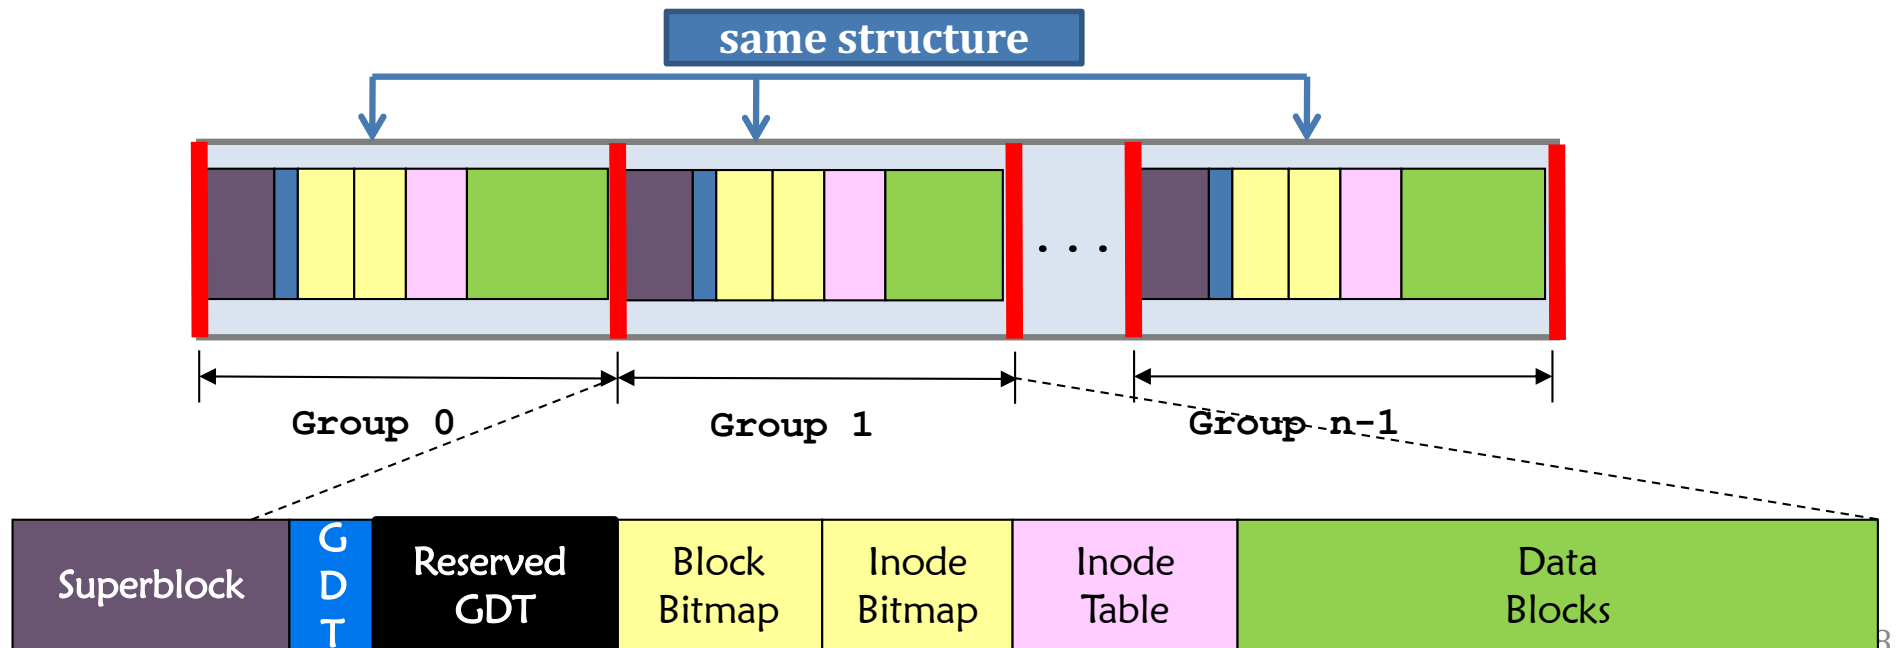 same structure
. . .
Group 0
Group 1
Group n-1
Superblock
G
D
T
Reserved
GDT
Block
Bitmap
Inode
Bitmap
Inode
Table
Data
Blocks